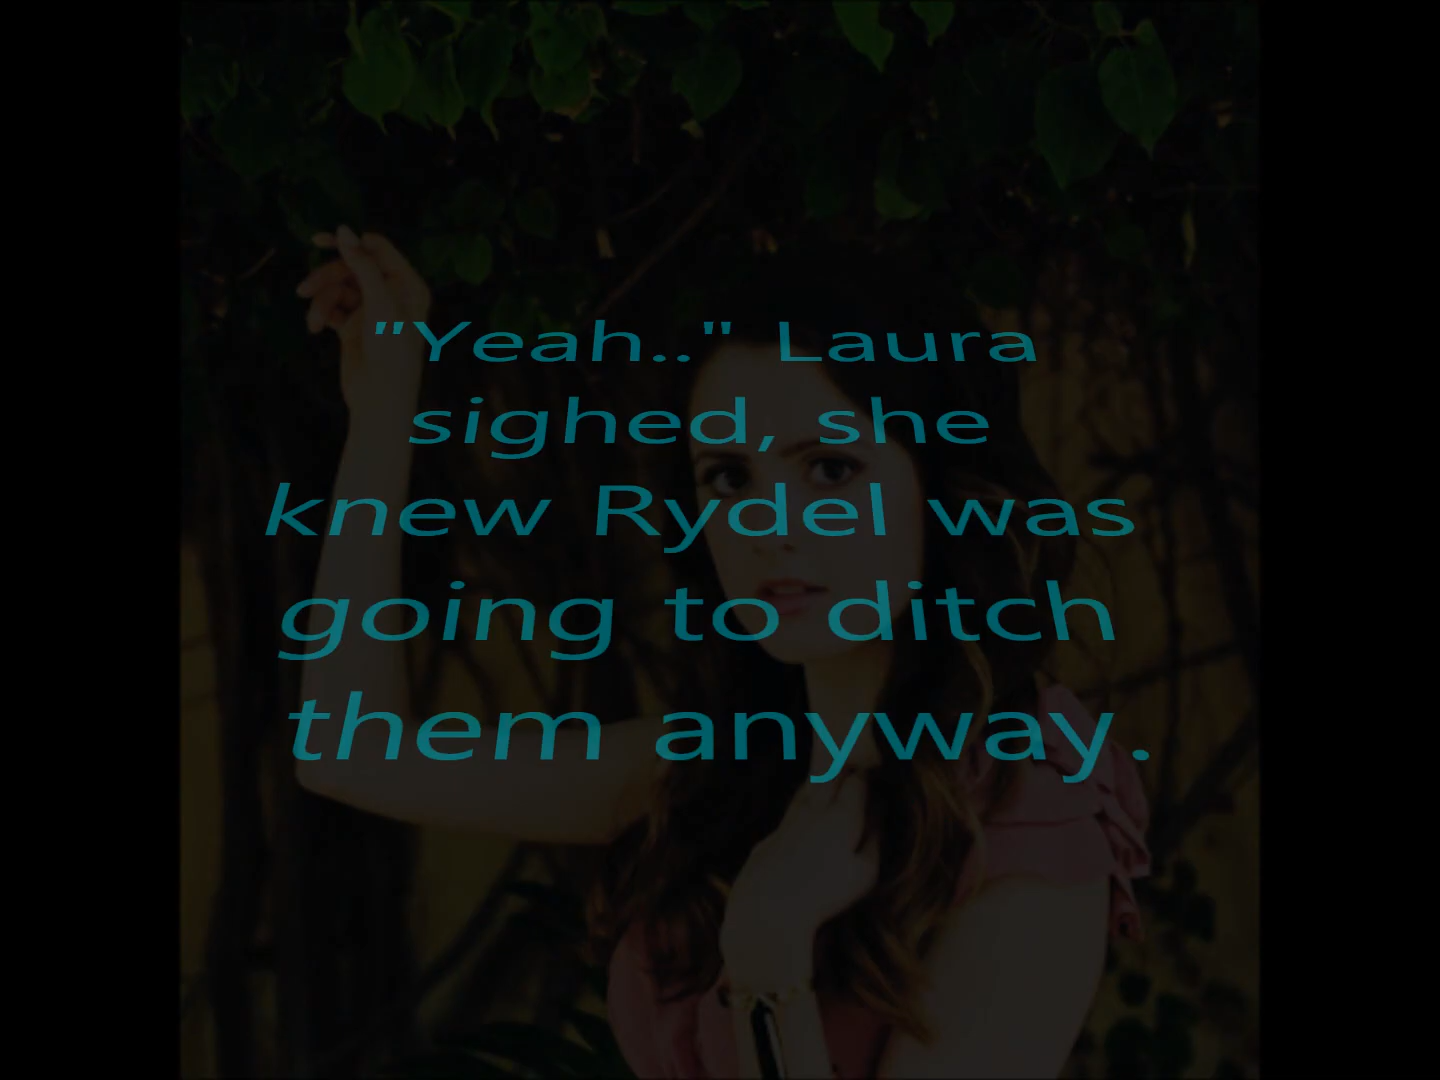 "Yeah.." Laura
sighed, she
knew Rydel was
going to ditch
them anyway.